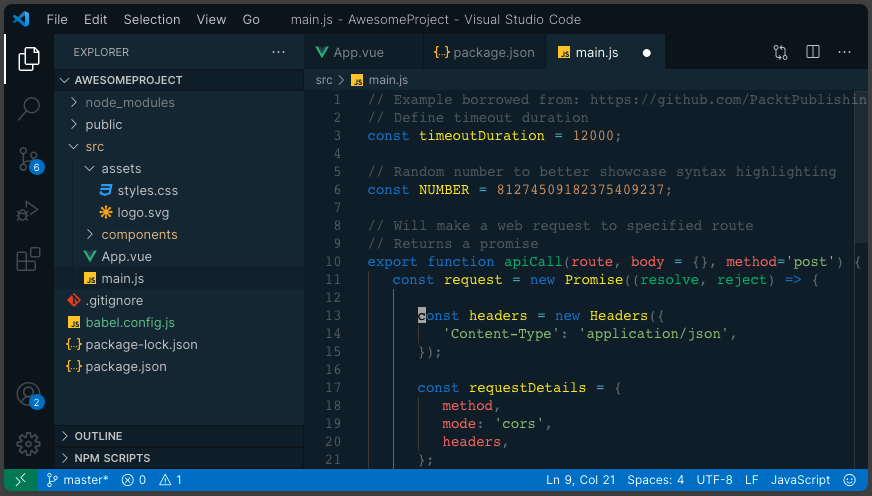 File Edit Selection View Go main.js - AwesomeProject - Visual Studio Code
EXPLORER ···
AWESOMEPROJECT
node_modules
public
src
assets
styles.css
JS logo.svg
components
App.vue
JS main.js
.gitignore
JS babel.config.js
{..} package-lock.json
{..} package.json
OUTLINE
NPM SCRIPTS
6
2
App.vue {..} package.json JS main.js ● ···
src > JS main.js
1 // Example borrowed from: https://github.com/PacktPublishin
2 // Define timeout duration
3 const timeoutDuration = 12000;
4
5 // Random number to better showcase syntax highlighting
6 const NUMBER = 81274509182375409237;
7
8 // Will make a web request to specified route
9 // Returns a promise
10 export function apiCall(route, body = {}, method='post') {
11 const request = new Promise((resolve, reject) => {
12
13 const headers = new Headers({
14 'Content-Type': 'application/json',
15 });
16
17 const requestDetails = {
18 method,
19 mode: 'cors',
20 headers,
21 };
master* 0 1 Ln 9, Col 21 Spaces: 4 UTF-8 LF JavaScript